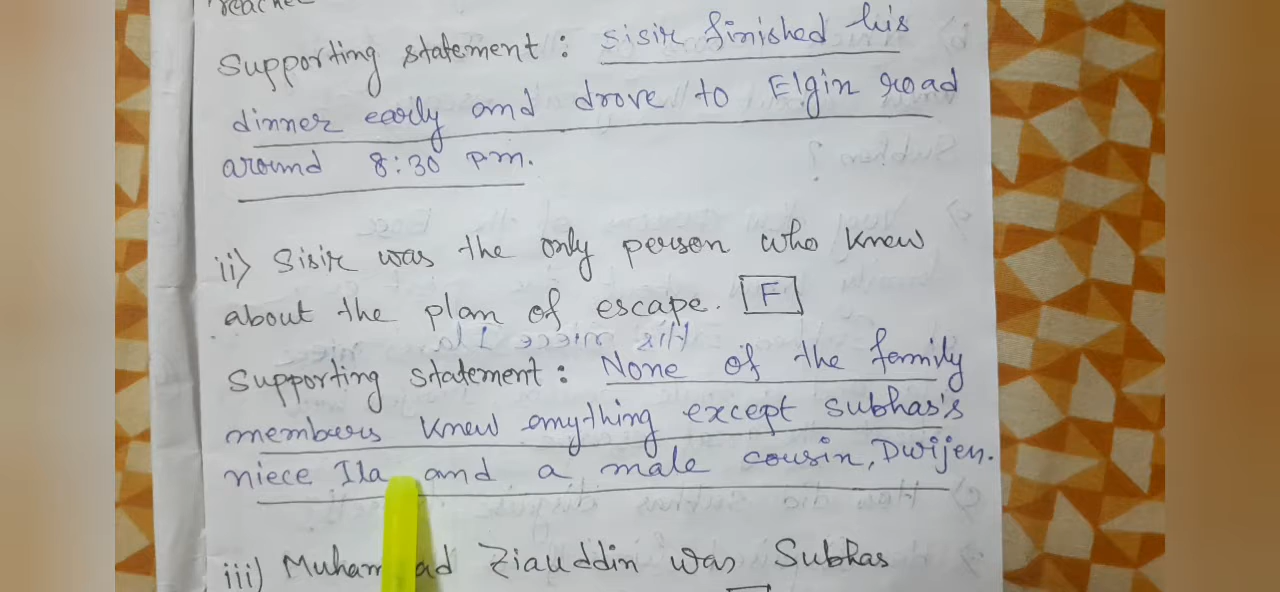 Supporting statement : sisir finished his
dinner early and drove to Elgin road
around 8:30 pm.
ii) Sisir was the only person who knew
about the plan of escape. F
Supporting statement : None of the family
members knew anything except subhas's
niece Ila and a male cousin, Dwijen.
iii) Muhammad Ziauddin was Subhas